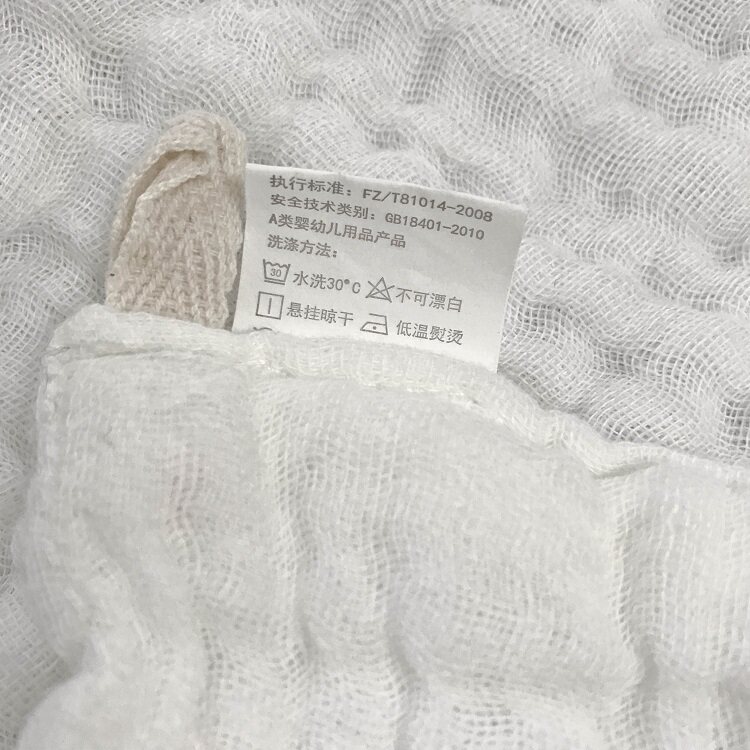 执行标准：FZ/T81014-2008
安全技术类别：GB18401-2010
A类婴幼儿用品产品
洗涤方法：
30 水洗30°C 不可漂白
悬挂晾干 低温熨烫